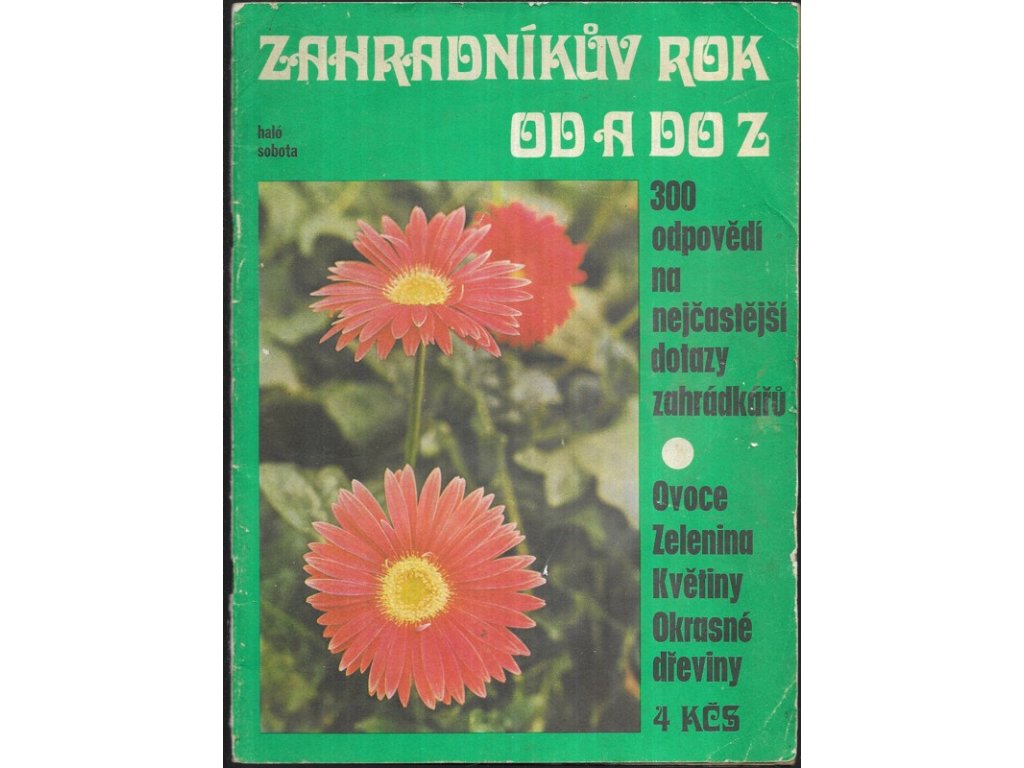 ZAHRADNÍKŮV ROK
OD A DO Z
haló
sobota
300
odpovědí
na
nejčastější
dotazy
zahrádkářů
Ovoce
Zelenina
Květiny
Okrasné
dřeviny
4 KČS